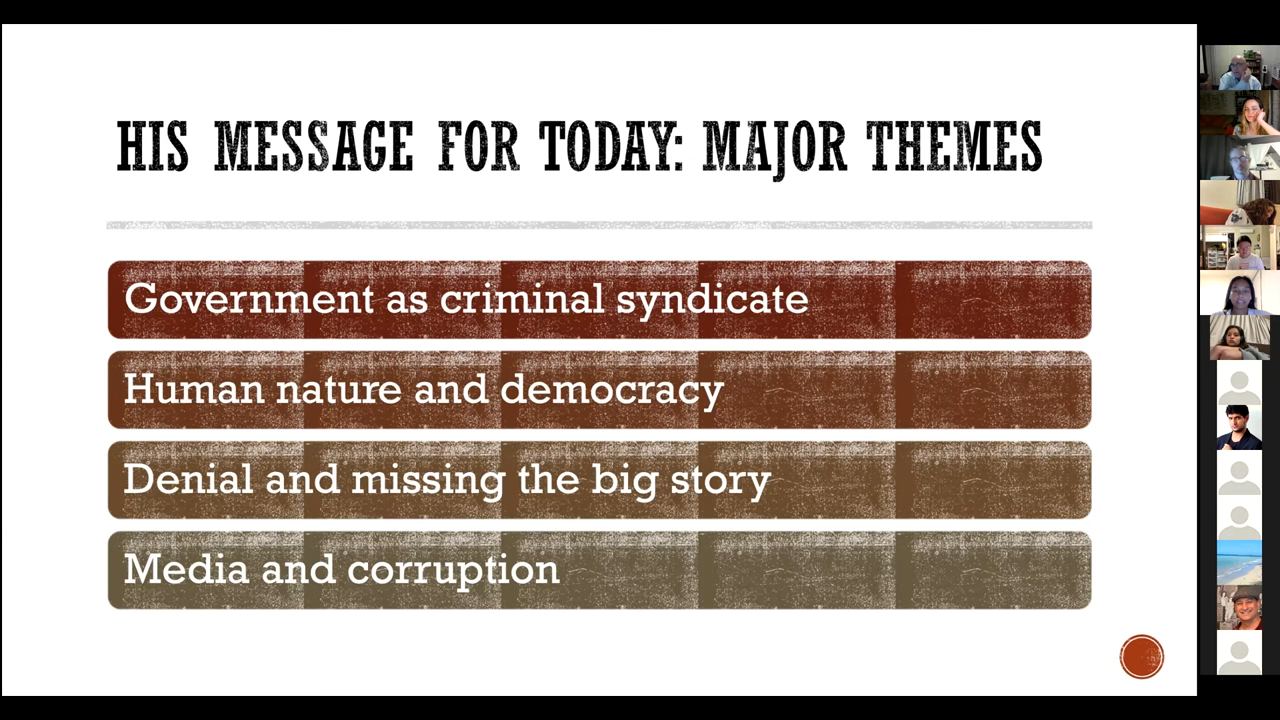 HIS MESSAGE FOR TODAY: MAJOR THEMES
Government as criminal syndicate
Human nature and democracy
Denial and missing the big story
Media and corruption